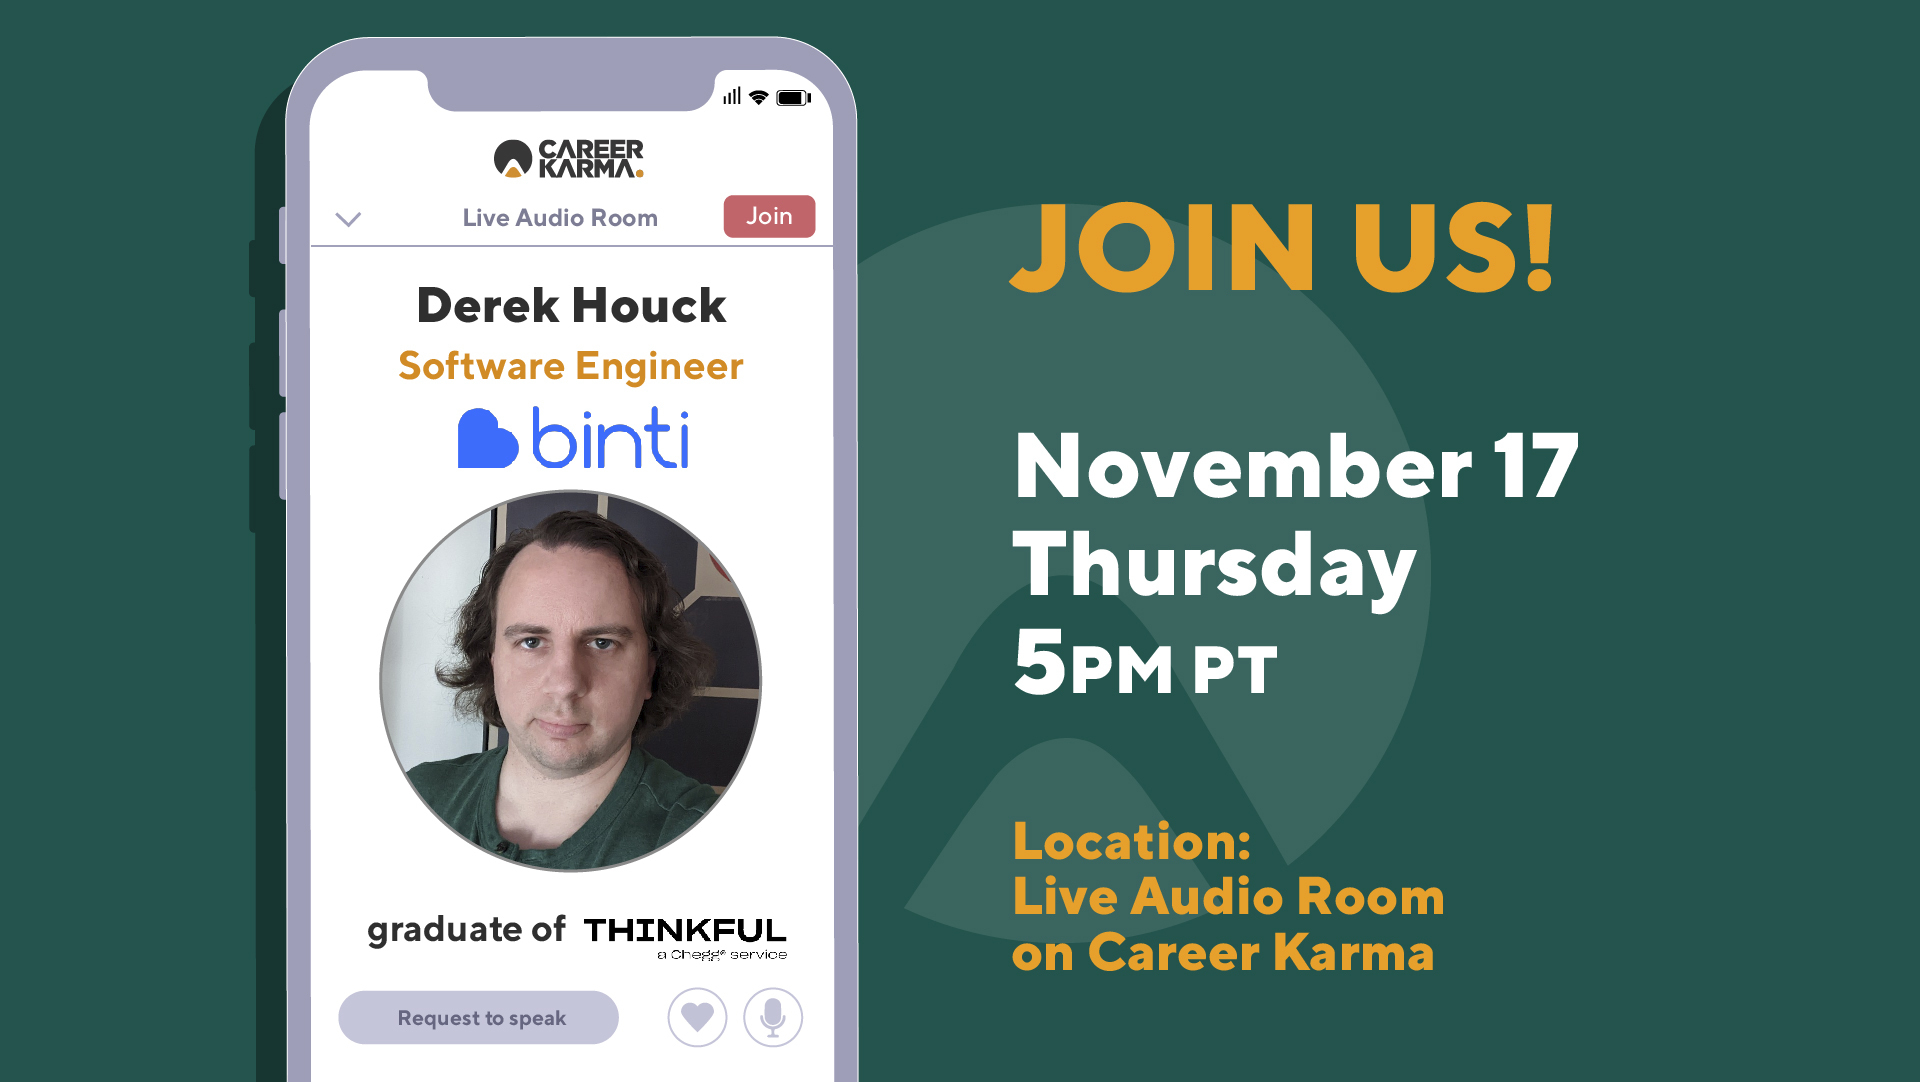 CAREER
KARMA.
Live Audio Room
Join
Derek Houck
Software Engineer
binti
graduate of THINKFUL
a Chegg® service
Request to speak
JOIN US!
November 17
Thursday
5PM PT
Location:
Live Audio Room
on Career Karma